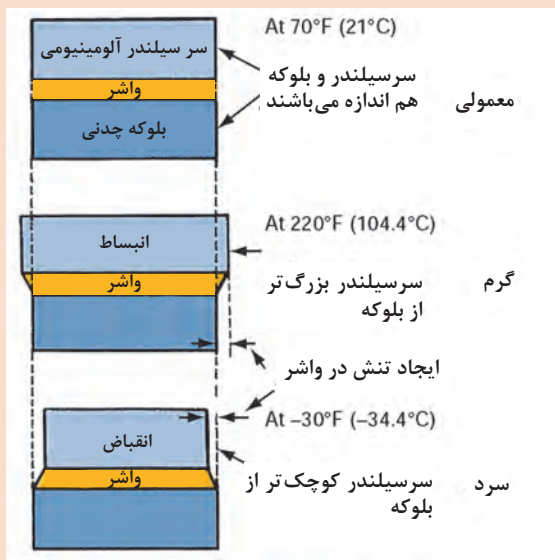 At 70°F (21°C)
سر سیلندر آلومینیومی
واشر
بلوکه چدنی
سرسیلندر و بلوکه
هم اندازه می‌باشند
معمولی
At 220°F (104.4°C)
انبساط
واشر
سرسیلندر بزرگ‌تر
از بلوکه
گرم
ایجاد تنش در واشر
At –30°F (–34.4°C)
انقباض
واشر
سرسیلندر کوچک‌تر از
بلوکه
سرد